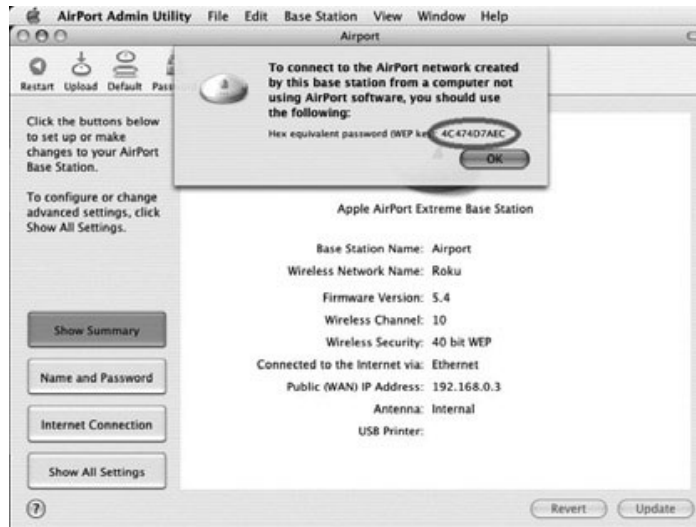 AirPort Admin Utility File Edit Base Station View Window Help
Airport
Restart Upload Default
To connect to the AirPort network created
by this base station from a computer not
using AirPort software, you should use
the following:
Hex equivalent password (WEP 4C474D7AEC
OK
Click the buttons below
to set up or make
changes to your AirPort
Base Station.
To configure or change
advanced settings, click
Show All Settings.
Show Summary
Name and Password
Internet Connection
Show All Settings
Apple AirPort Extreme Base Station
Base Station Name: Airport
Wireless Network Name: Roku
Firmware Version: 5.4
Wireless Channel: 10
Wireless Security: 40 bit WEP
Connected to the Internet via: Ethernet
Public (WAN) IP Address: 192.168.0.3
Antenna: Internal
USB Printer:
?
Revert Update